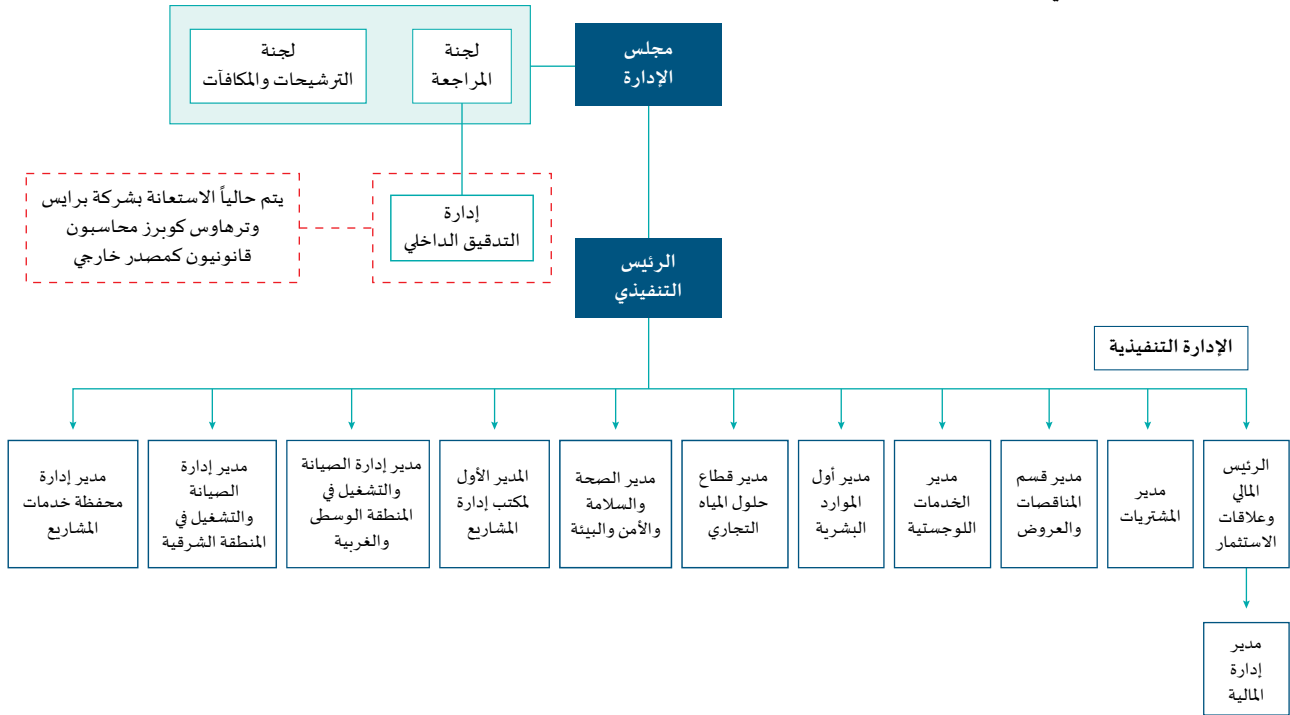 مجلس
الإدارة
لجنة
المراجعة
لجنة
الترشيحات والمكافآت
إدارة
التدقيق الداخلي
يتم حالياً الاستعانة بشركة برايس
وترهاوس كوبرز محاسبون
قانونيون كمصدر خارجي
الرئيس
التنفيذي
الإدارة التنفيذية
الرئيس
المالي
وعلاقات
الاستثمار
مدير
المشتريات
مدير قسم
المناقصات
والعروض
مدير
الخدمات
اللوجستية
مدير أول
الموارد
البشرية
مدير قطاع
حلول المياه
التجاري
مدير الصحة
والسلامة
والأمن والبيئة
المدير الأول
لمكتب إدارة
المشاريع
مدير إدارة الصيانة
والتشغيل في
المنطقة الوسطى
والغربية
مدير إدارة
الصيانة
والتشغيل في
المنطقة الشرقية
مدير إدارة
محفظة خدمات
المشاريع
مدير
إدارة
المالية